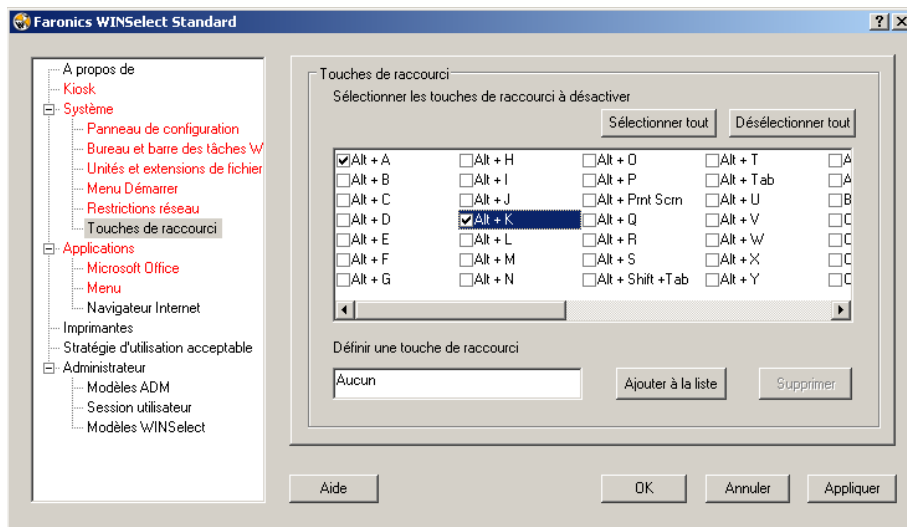 Faronics WINSelect Standard
A propos de
Kiosk
Système
Panneau de configuration
Bureau et barre des tâches W
Unités et extensions de fichier
Menu Démarrer
Restrictions réseau
Touches de raccourci
Applications
Microsoft Office
Menu
Navigateur Internet
Imprimantes
Stratégie d'utilisation acceptable
Administrateur
Modèles ADM
Session utilisateur
Modèles WINSelect
Touches de raccourci
Sélectionner les touches de raccourci à désactiver
Sélectionner tout
Désélectionner tout
Alt + A
Alt + B
Alt + C
Alt + D
Alt + E
Alt + F
Alt + G
Alt + H
Alt + I
Alt + J
Alt + K
Alt + L
Alt + M
Alt + N
Alt + O
Alt + P
Alt + Prnt Scrn
Alt + Q
Alt + R
Alt + S
Alt + Shift +Tab
Alt + T
Alt + Tab
Alt + U
Alt + V
Alt + W
Alt + X
Alt + Y
Définir une touche de raccourci
Aucun
Ajouter à la liste
Supprimer
Aide
OK
Annuler
Appliquer